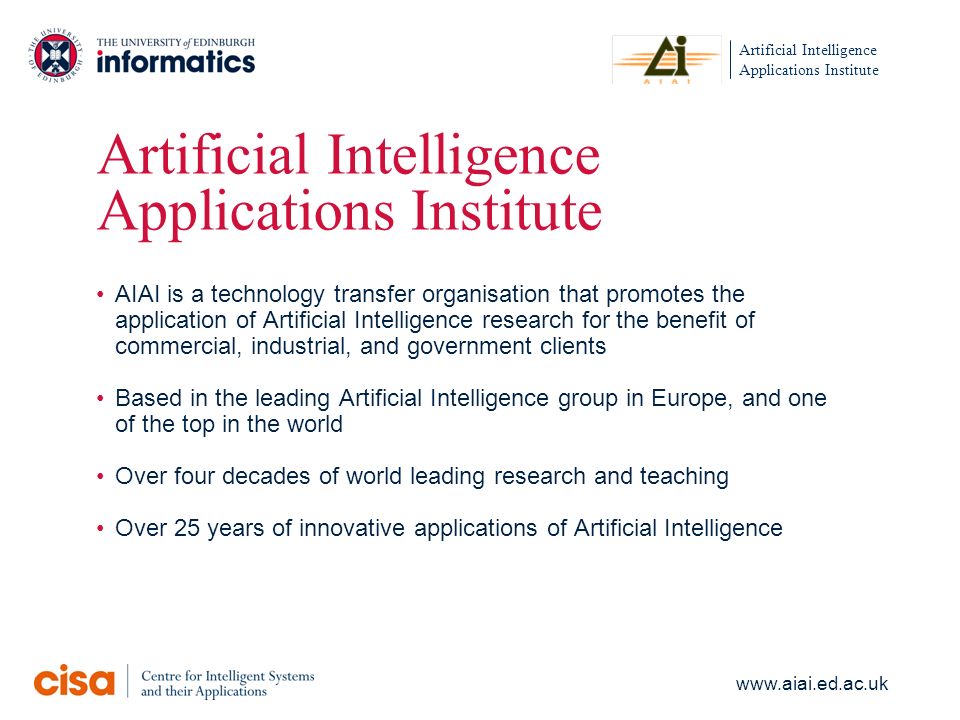 THE UNIVERSITY of EDINBURGH
informatics
THE UNIVERSITY OF EDINBURGH
Ai
AIAI
Artificial Intelligence
Applications Institute
Artificial Intelligence
Applications Institute
• AIAI is a technology transfer organisation that promotes the
application of Artificial Intelligence research for the benefit of
commercial, industrial, and government clients
• Based in the leading Artificial Intelligence group in Europe, and one
of the top in the world
• Over four decades of world leading research and teaching
• Over 25 years of innovative applications of Artificial Intelligence
cisa
Centre for Intelligent Systems
and their Applications
www.aiai.ed.ac.uk